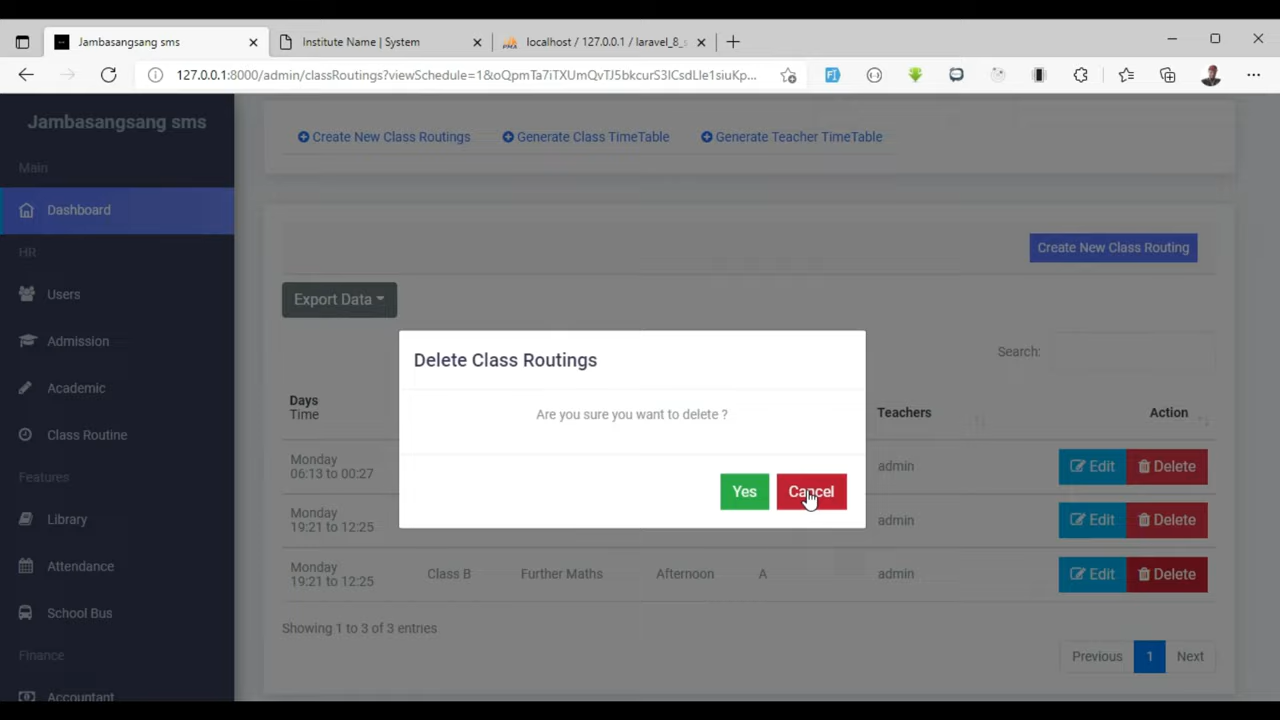 Jambasangsang sms
Institute Name | System
localhost / 127.0.0.1 / laravel_8_s
127.0.0.1:8000/admin/classRoutings?viewSchedule=1&oQpmTa7iTXUmQvTJ5bkcurS3ICsdLIe1siuKp...
Jambasangsang sms
Main
Dashboard
HR
Users
Admission
Academic
Class Routine
Features
Library
Attendance
School Bus
Finance
Accountant
Create New Class Routings
Generate Class TimeTable
Generate Teacher TimeTable
Create New Class Routing
Export Data
Search:
Days
Time
Teachers
Action
Monday
06:13 to 00:27
admin
Edit
Delete
Monday
19:21 to 12:25
admin
Edit
Delete
Monday
19:21 to 12:25
Class B
Further Maths
Afternoon
A
admin
Edit
Delete
Showing 1 to 3 of 3 entries
Previous
1
Next
Delete Class Routings
Are you sure you want to delete ?
Yes
Cancel